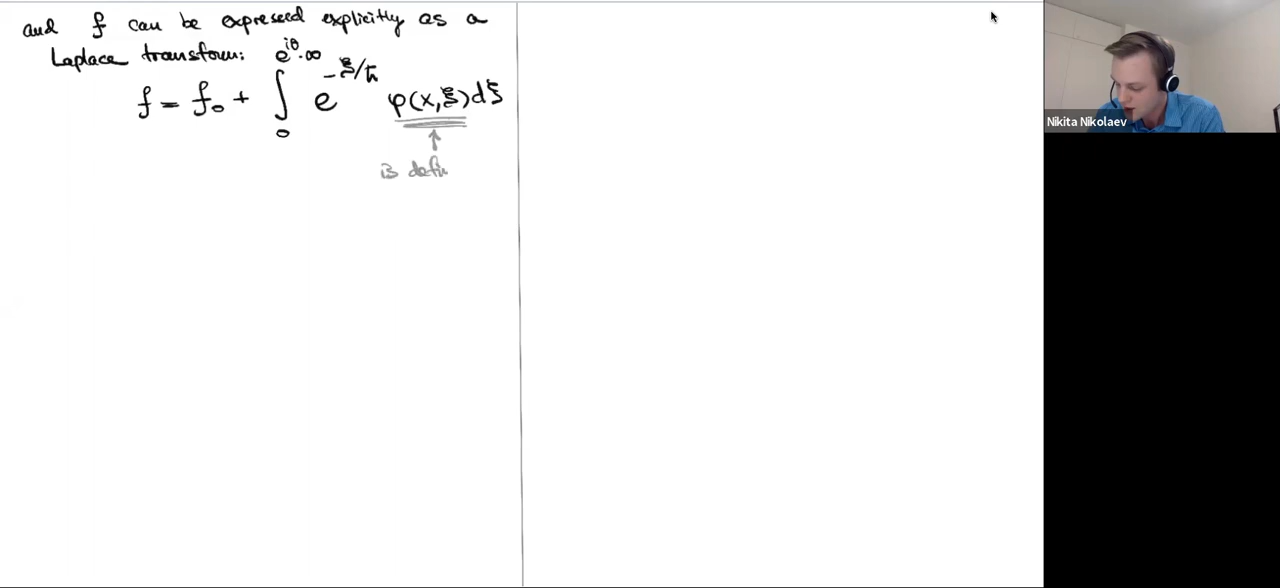 and f can be expressed explicitly as a
Laplace transform:
f = f₀ + ∫₀^{e^{iθ}·∞} e^{-ξ/ħ} φ(x,ξ)dξ
is defin
Nikita Nikolaev